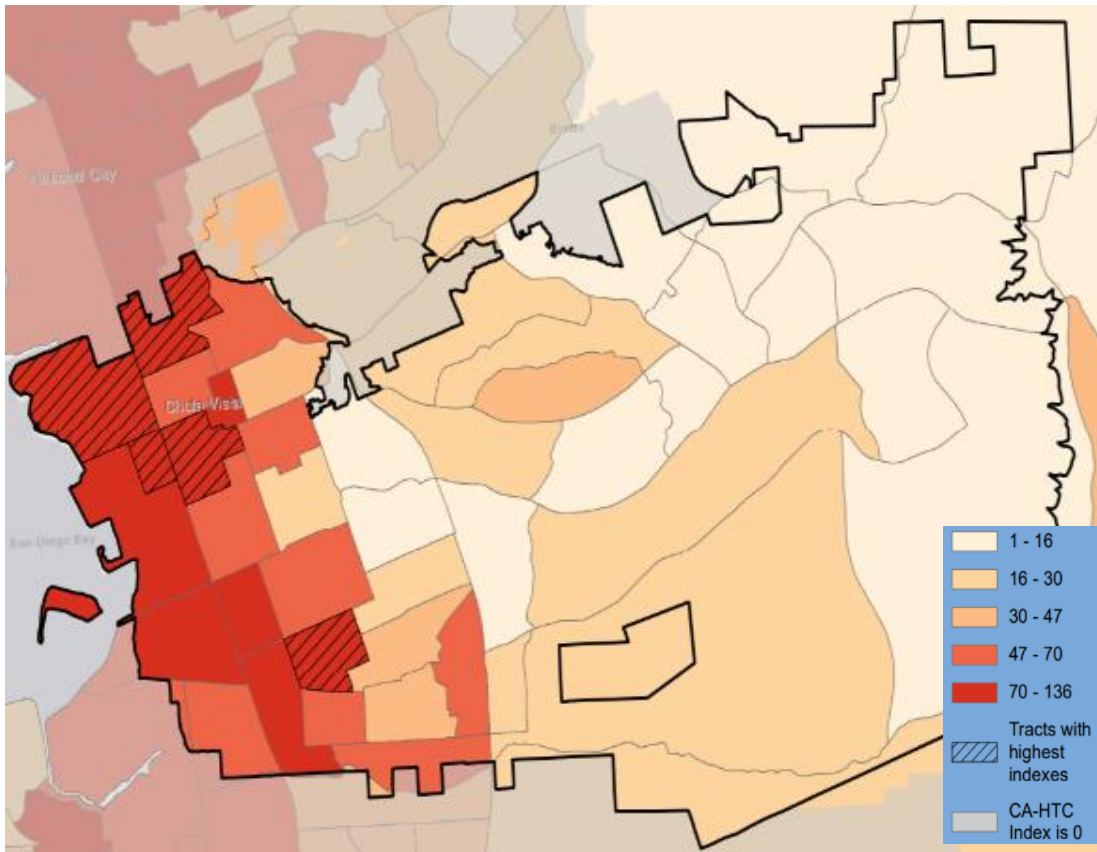 National City
Bonita
Chula Vista
San Diego Bay
1 - 16
16 - 30
30 - 47
47 - 70
70 - 136
Tracts with
highest
indexes
CA-HTC
Index is 0